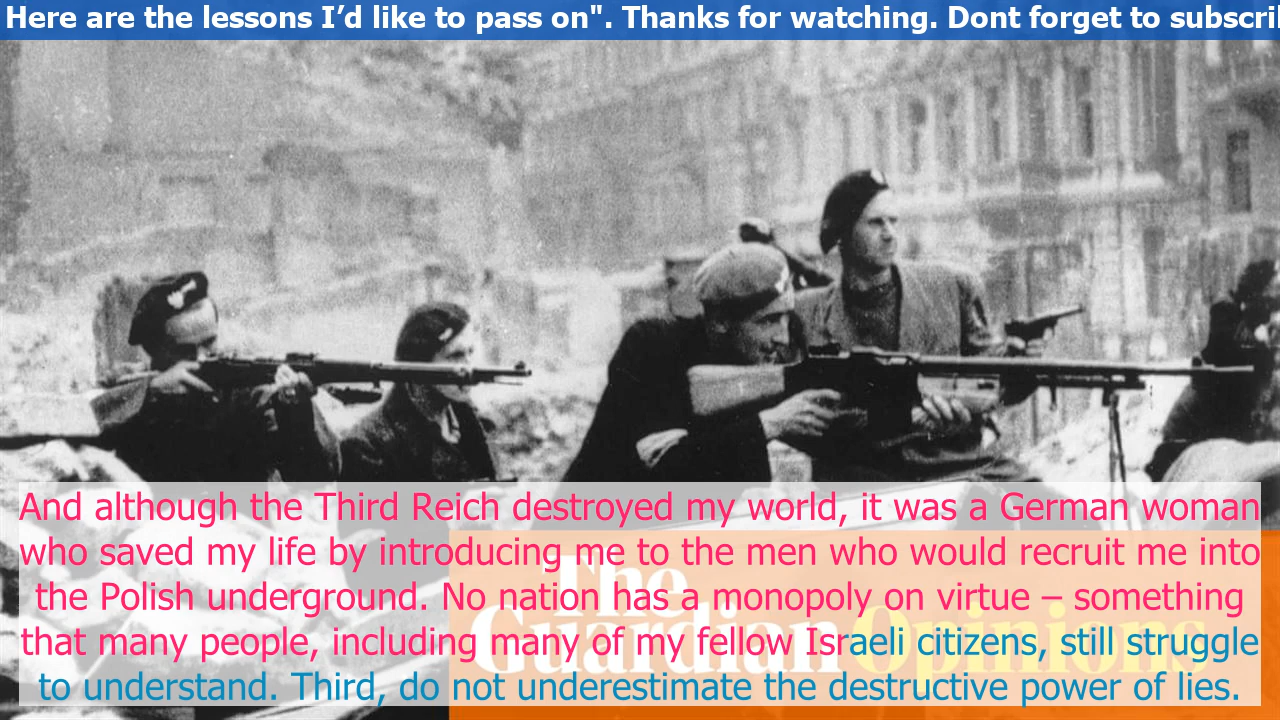 Here are the lessons I’d like to pass on". Thanks for watching. Dont forget to subscri
And although the Third Reich destroyed my world, it was a German woman
who saved my life by introducing me to the men who would recruit me into
the Polish underground. No nation has a monopoly on virtue – something
that many people, including many of my fellow Israeli citizens, still struggle
to understand. Third, do not underestimate the destructive power of lies.
The
Guardian Opinions